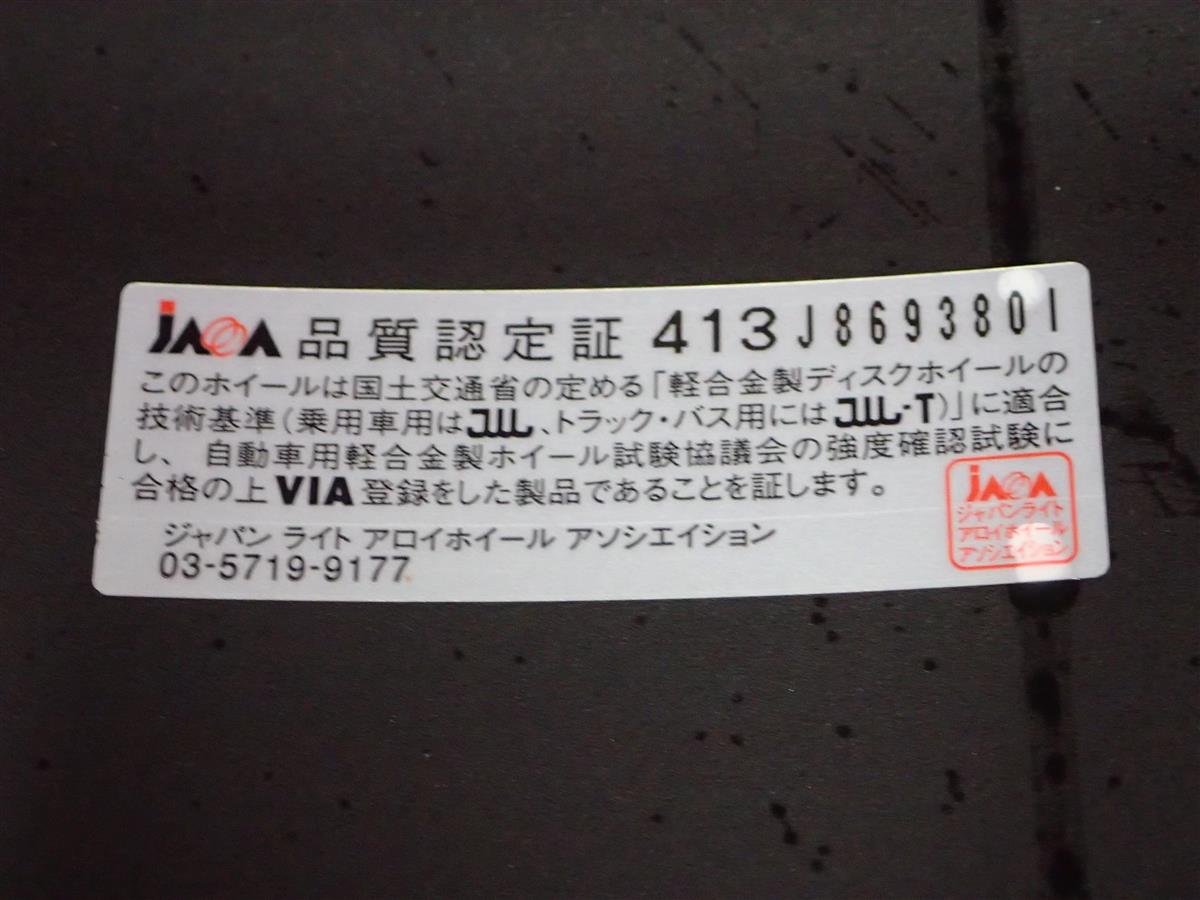 JAWA 品質認定証 413 J8693801
このホイールは国土交通省の定める「軽合金製ディスクホイールの
技術基準(乗用車用はJWL、トラック・バス用にはJWL-T)」に適合
し、自動車用軽合金製ホイール試験協議会の強度確認試験に
合格の上VIA登録をした製品であることを証します。
ジャパン ライト アロイホイール アソシエイション
03-5719-9177
JAWA
ジャパンライト
アロイホイール
アソシエイション